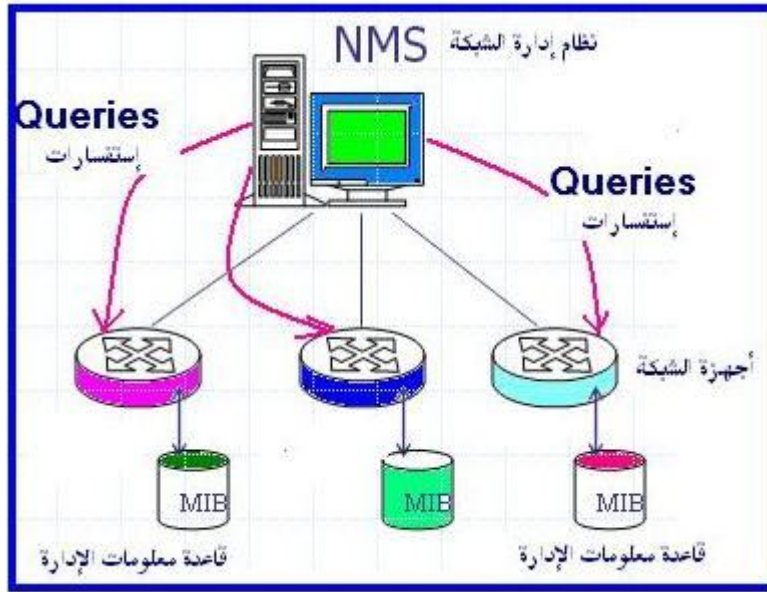 NMS نظام إدارة الشبكة
Queries
إستفسارات
Queries
إستفسارات
أجهزة الشبكة
MIB
MIB
MIB
قاعدة معلومات الإدارة
قاعدة معلومات الإدارة